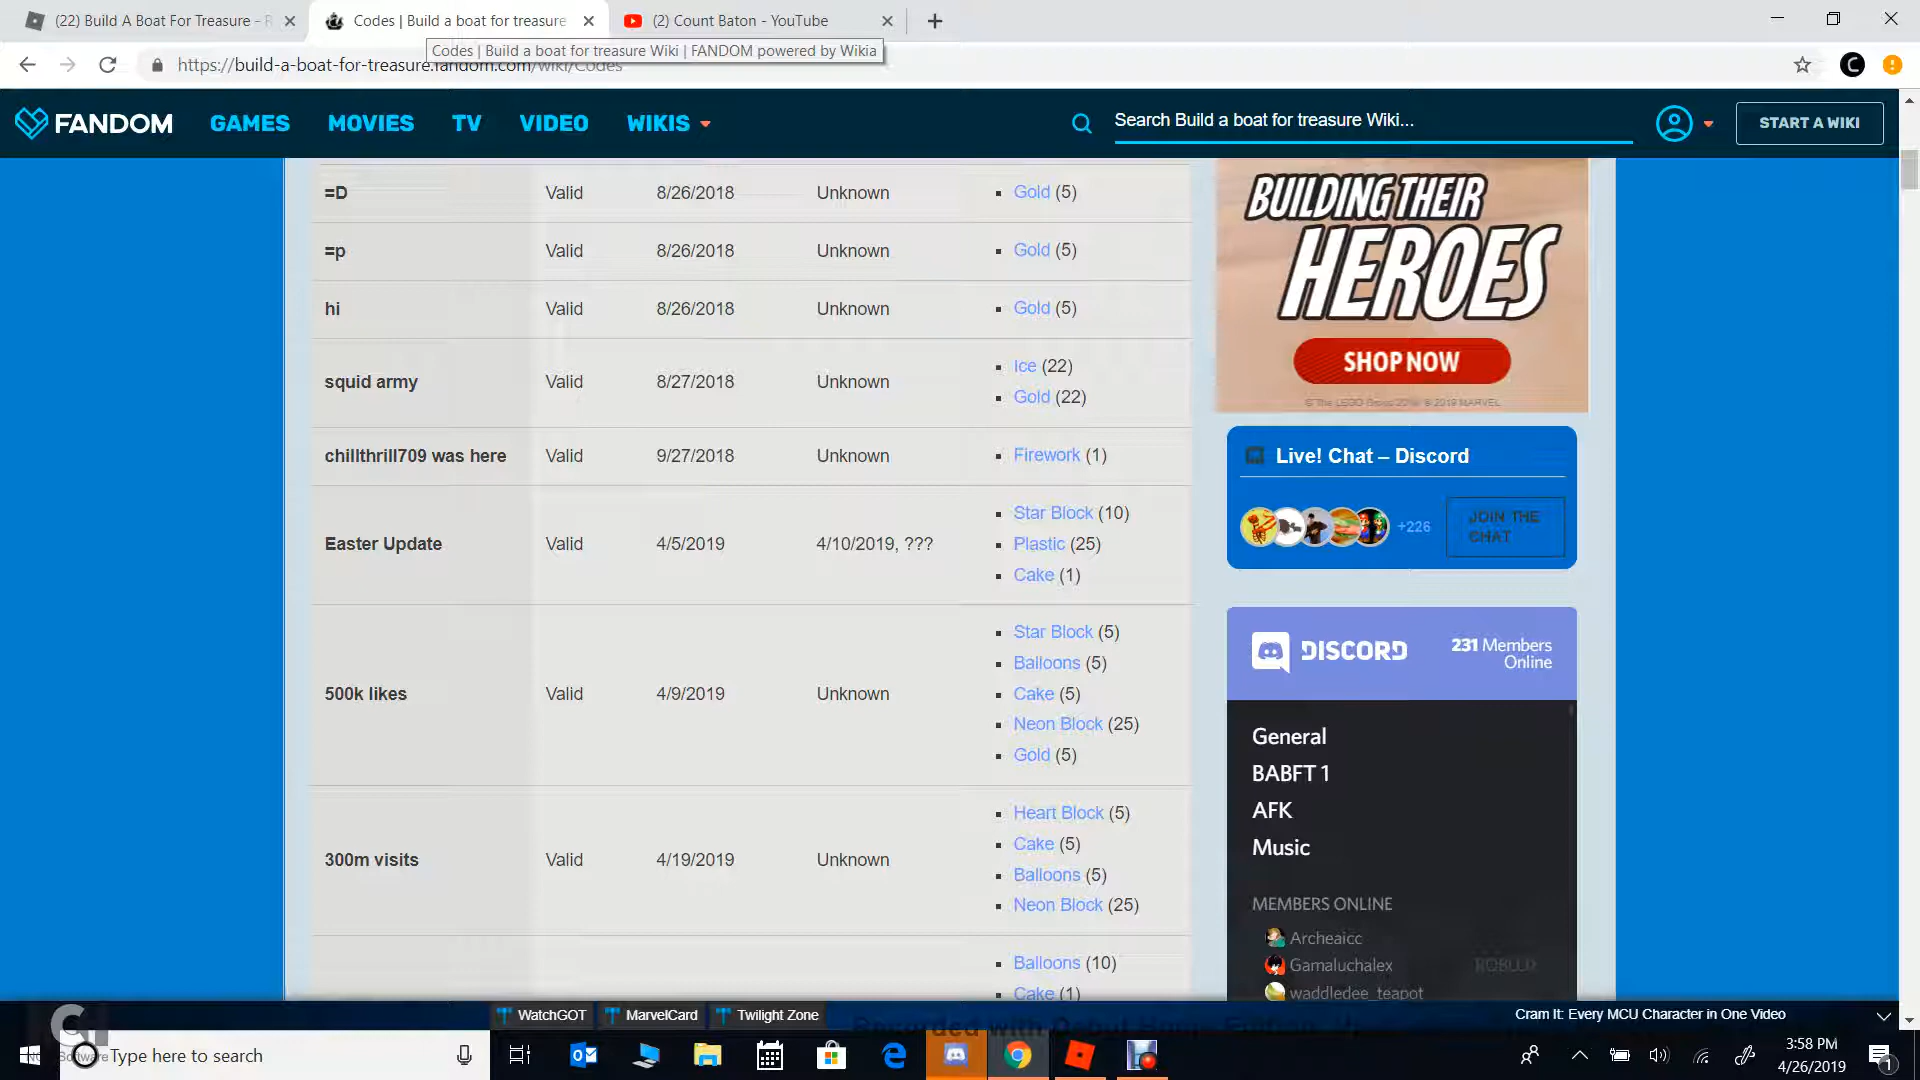 (22) Build A Boat For Treasure - R
Codes | Build a boat for treasure
(2) Count Baton - YouTube
Codes | Build a boat for treasure Wiki | FANDOM powered by Wikia
https://build-a-boat-for-treasure.fandom.com/wiki/Codes
FANDOM GAMES MOVIES TV VIDEO WIKIS
Search Build a boat for treasure Wiki...
START A WIKI
=D Valid 8/26/2018 Unknown Gold (5)
=p Valid 8/26/2018 Unknown Gold (5)
hi Valid 8/26/2018 Unknown Gold (5)
squid army Valid 8/27/2018 Unknown
Ice (22)
Gold (22)
chillthrill709 was here Valid 9/27/2018 Unknown Firework (1)
Easter Update Valid 4/5/2019 4/10/2019, ???
Star Block (10)
Plastic (25)
Cake (1)
500k likes Valid 4/9/2019 Unknown
Star Block (5)
Balloons (5)
Cake (5)
Neon Block (25)
Gold (5)
300m visits Valid 4/19/2019 Unknown
Heart Block (5)
Cake (5)
Balloons (5)
Neon Block (25)
Balloons (10)
Cake (1)
BUILDING THEIR
HEROES
SHOP NOW
Live! Chat – Discord
+226
JOIN THE
CHAT
DISCORD
231 Members
Online
General
BABFT 1
AFK
Music
MEMBERS ONLINE
Archeaicc
Gamaluchalex
waddledee_teapot
WatchGOT MarvelCard Twilight Zone
Cram It: Every MCU Character in One Video
Type here to search
3:58 PM
4/26/2019
1